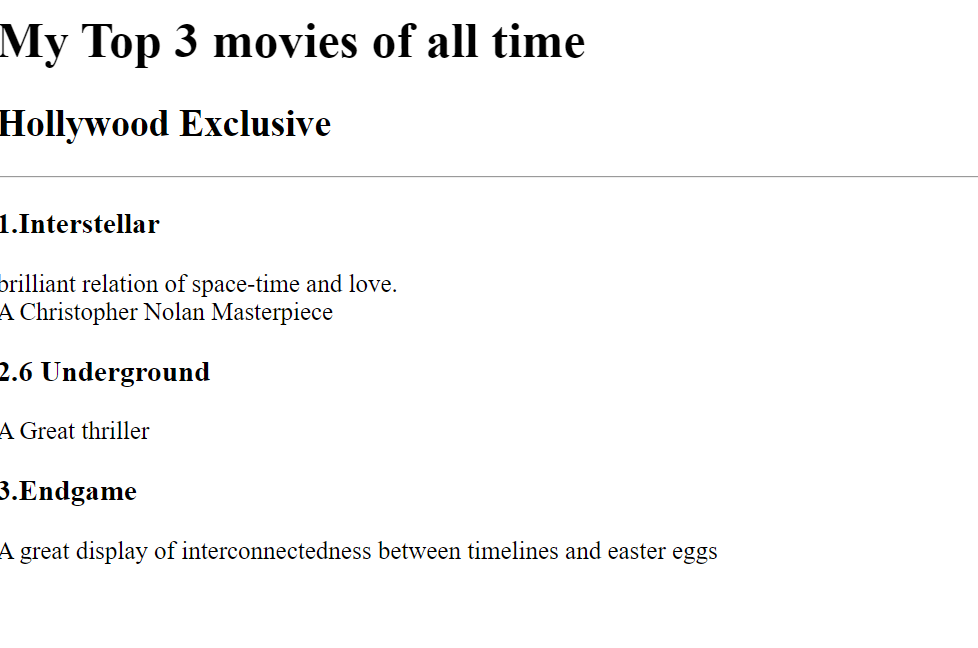 My Top 3 movies of all time
Hollywood Exclusive
1.Interstellar
brilliant relation of space-time and love.
A Christopher Nolan Masterpiece
2.6 Underground
A Great thriller
3.Endgame
A great display of interconnectedness between timelines and easter eggs